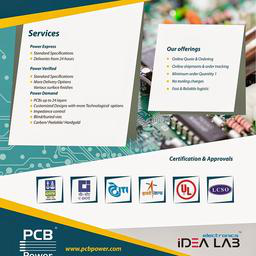 Services
Power Express
Standard Specifications
Deliveries from 24 hours
Power Verified
Standard Specifications
More Delivery Options
Various surface finishes
Power Demand
PCBs up to 24 layers
Customized Designs with more Technological options
Impedance control
Blind/buried vias
Carbon/ Peelable/ Hardgold
Our offerings
Online Quote & Ordering
Online shipments & order tracking
Minimum order Quantity 1
No tooling charges
Fast & Reliable logistic
Certification & Approvals
UL
LCSO
PCB
Power
www.pcbpower.com
electronics
iDEA LAB